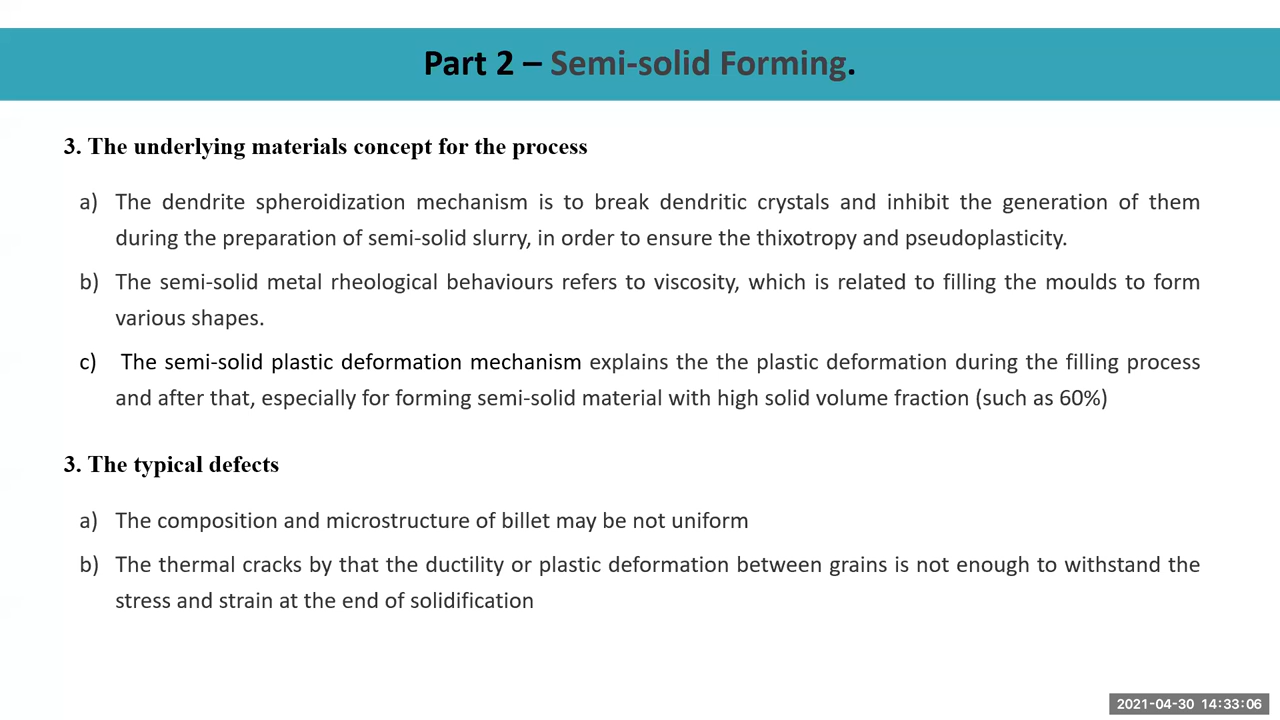 Part 2 – Semi-solid Forming.
3. The underlying materials concept for the process
a) The dendrite spheroidization mechanism is to break dendritic crystals and inhibit the generation of them
during the preparation of semi-solid slurry, in order to ensure the thixotropy and pseudoplasticity.
b) The semi-solid metal rheological behaviours refers to viscosity, which is related to filling the moulds to form
various shapes.
c) The semi-solid plastic deformation mechanism explains the the plastic deformation during the filling process
and after that, especially for forming semi-solid material with high solid volume fraction (such as 60%)
3. The typical defects
a) The composition and microstructure of billet may be not uniform
b) The thermal cracks by that the ductility or plastic deformation between grains is not enough to withstand the
stress and strain at the end of solidification
2021-04-30 14:33:06